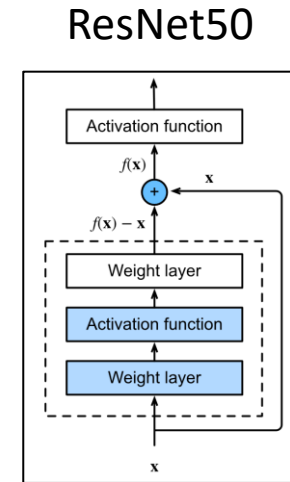 ResNet50
Activation function
f(x)
x
+
f(x) − x
Weight layer
Activation function
Weight layer
x